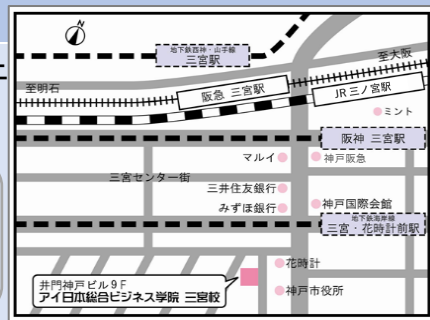 N
地下鉄西神・山手線
三宮駅
至大阪
至明石
阪急 三宮駅
JR 三ノ宮駅
ミント
阪神 三宮駅
マルイ
神戸阪急
三宮センター街
三井住友銀行
みずほ銀行
神戸国際会館
地下鉄海岸線
三宮・花時計前駅
花時計
井門神戸ビル9F
アイ日本総合ビジネス学院 三宮校
神戸市役所